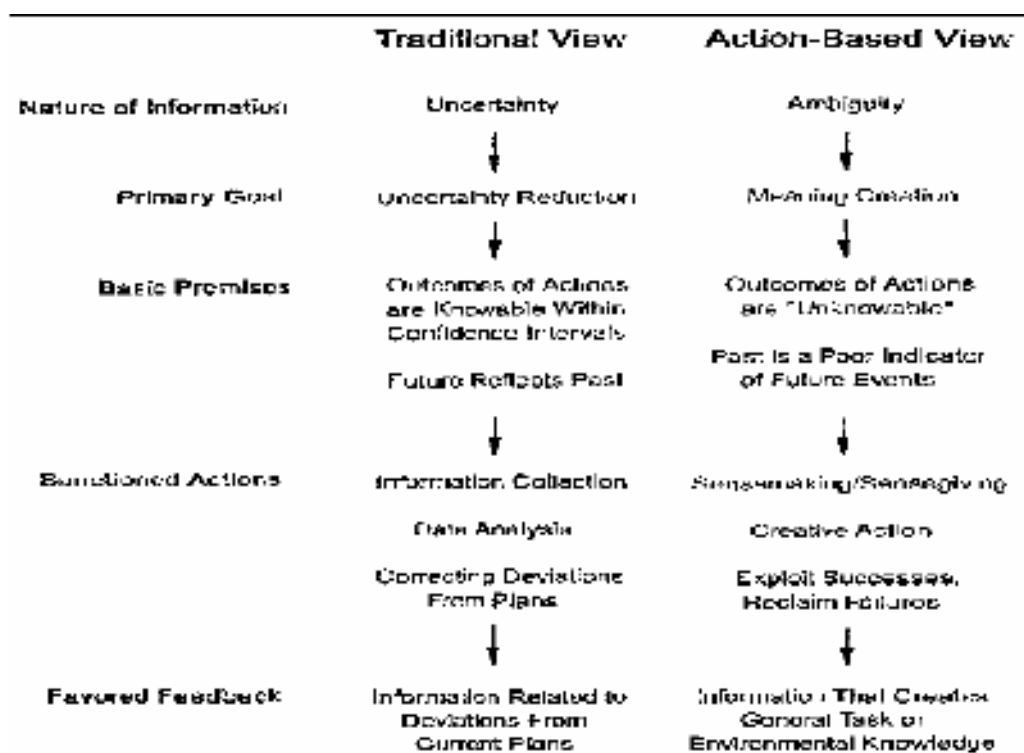 Traditional View Action-Based View
Nature of Information Uncertainty Ambiguity
Primary Goal Uncertainty Reduction Meaning Creation
Basic Premises Outcomes of Actions Outcomes of Actions
are Knowable Within are "Unknowable"
Confidence Intervals
Past is a Poor Indicator
Future Reflects Past of Future Events
Sanctioned Actions Information Collection Sensemaking/Sensegiving
Data Analysis Creative Action
Correcting Deviations Exploit Successes,
From Plans Reclaim Failures
Favored Feedback Information Related to Information That Creates
Deviations From General Task or
Current Plans Environmental Knowledge